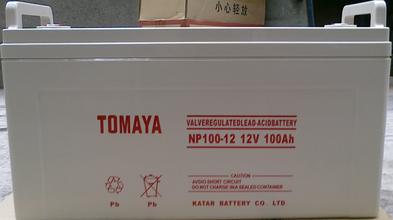 小心轻放
TOMAYA
VALVEREGULATEDLEAD-ACIDBATTERY
NP100-12 12V 100Ah
CAUTION
AVOID SHORT CIRCUIT
DO NOT CHARGE IN A SEALED CONTAINER
Pb Pb
KATAR BATTERY CO. LTD